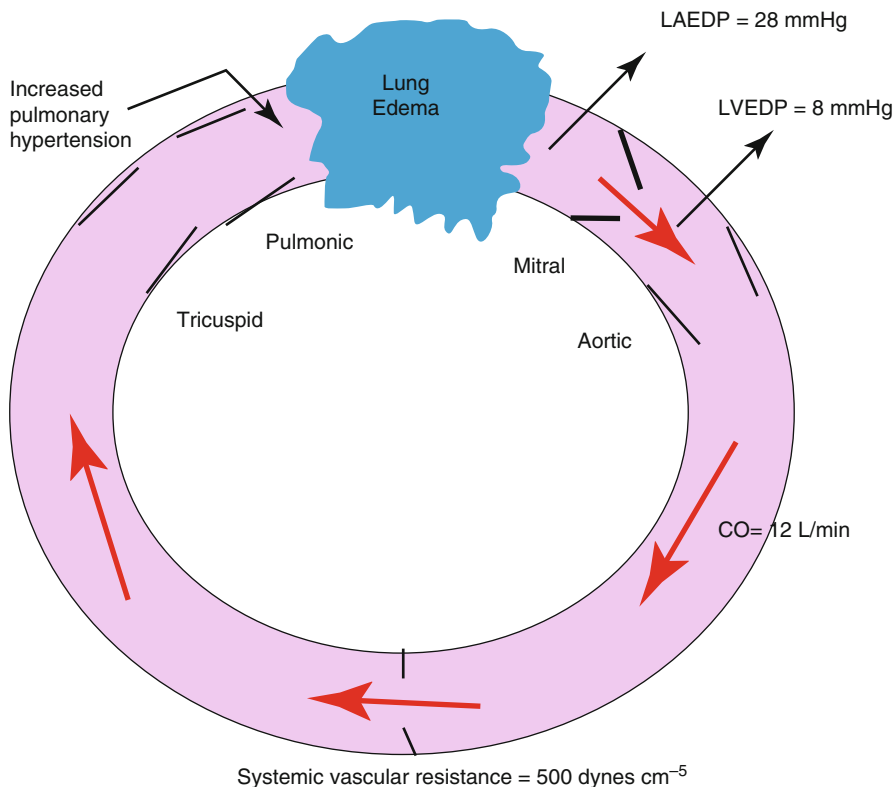 LAEDP = 28 mmHg
Increased
pulmonary
hypertension
Lung
Edema
LVEDP = 8 mmHg
Pulmonic
Mitral
Tricuspid
Aortic
CO= 12 L/min
Systemic vascular resistance = 500 dynes cm⁻⁵